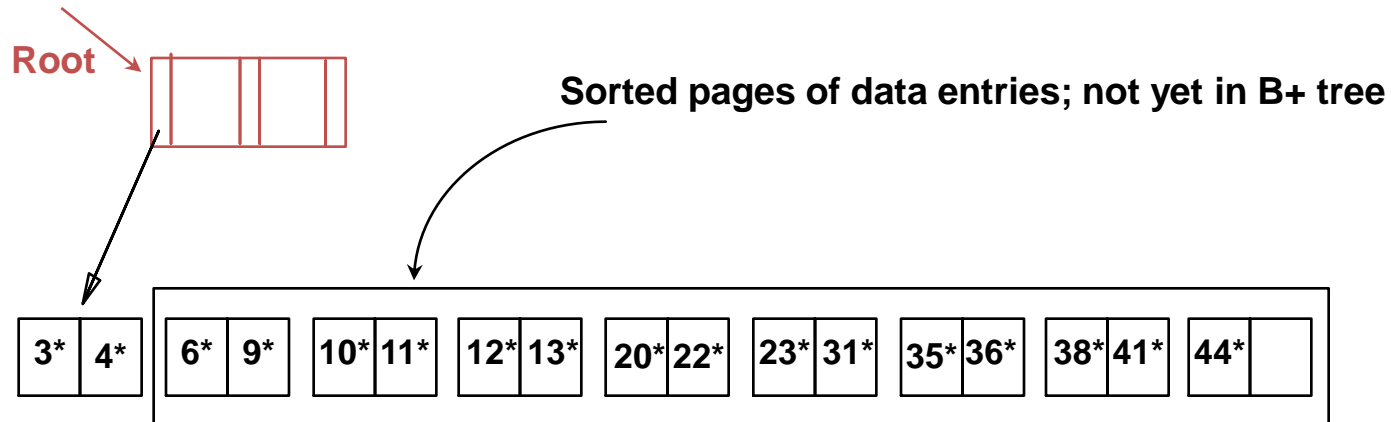 Root
Sorted pages of data entries; not yet in B+ tree
3* 4* 6* 9* 10* 11* 12* 13* 20* 22* 23* 31* 35* 36* 38* 41* 44*